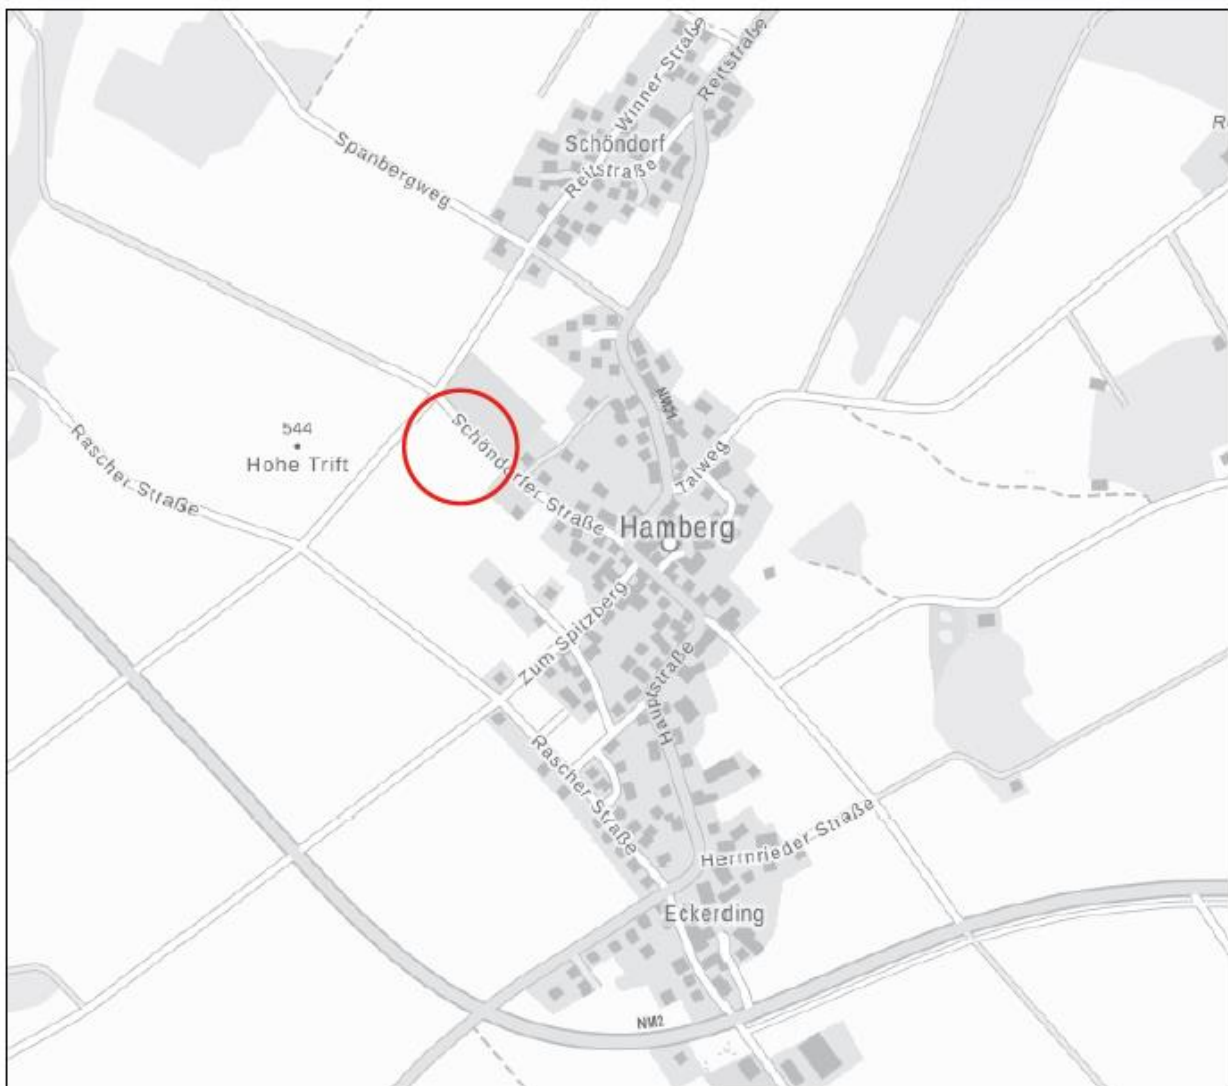 Winner Straße
Reitstraße
Schöndorf
Reitstraße
Spanbergweg
Schöndorfer Straße
544
Hohe Trift
Rascher Straße
NM21
Talweg
Hamberg
Zum Spitzberg
Hauptstraße
Rascher Straße
Herrnrieder Straße
Eckerding
NM2